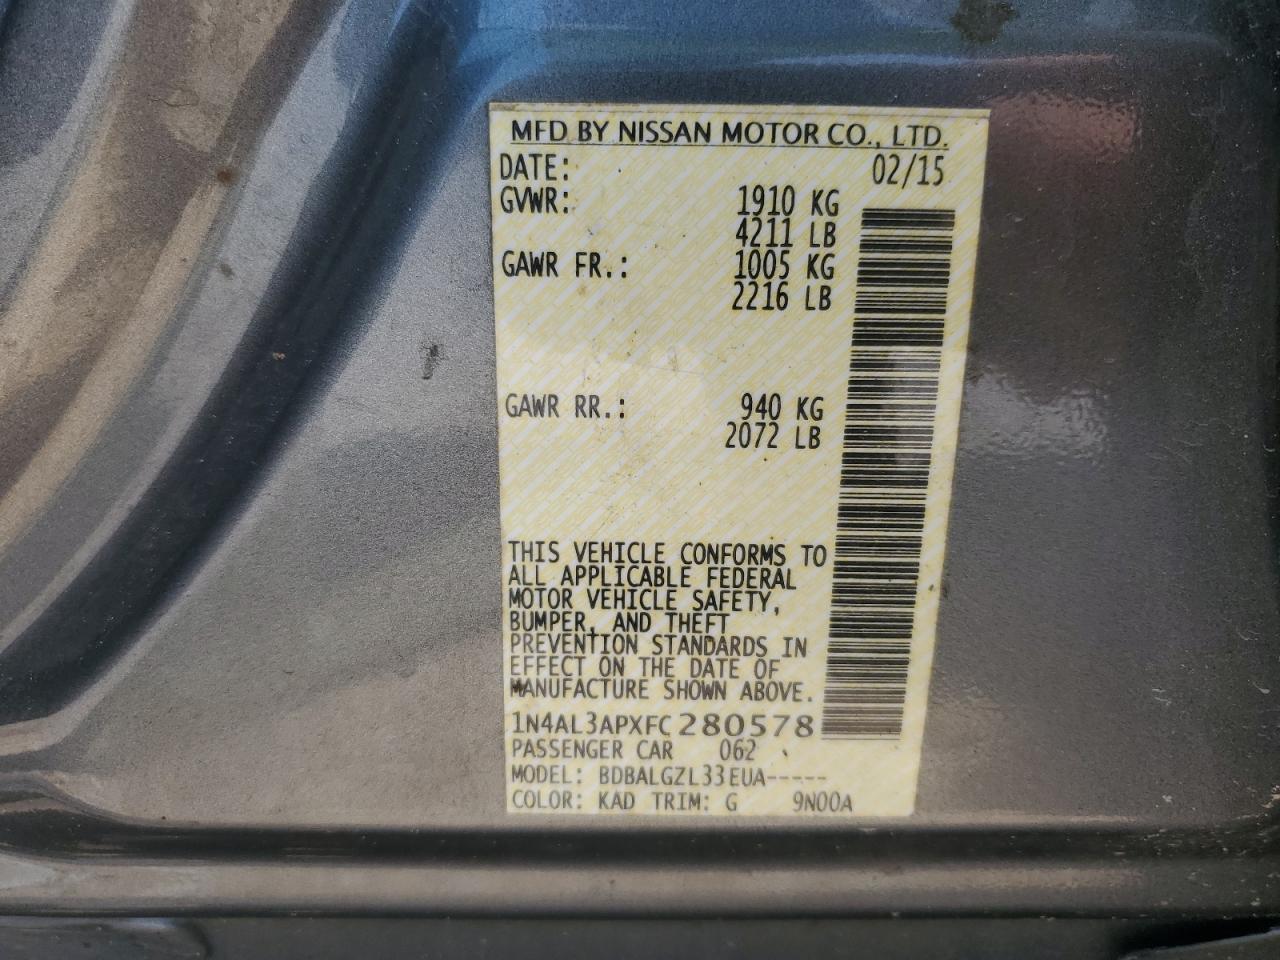 MFD BY NISSAN MOTOR CO., LTD.
DATE: 02/15
GVWR: 1910 KG
4211 LB
GAWR FR.: 1005 KG
2216 LB
GAWR RR.: 940 KG
2072 LB
THIS VEHICLE CONFORMS TO
ALL APPLICABLE FEDERAL
MOTOR VEHICLE SAFETY,
BUMPER, AND THEFT
PREVENTION STANDARDS IN
EFFECT ON THE DATE OF
MANUFACTURE SHOWN ABOVE.
1N4AL3APXFC280578
PASSENGER CAR 062
MODEL: BDBALGZL33EUA-----
COLOR: KAD TRIM: G 9N00A